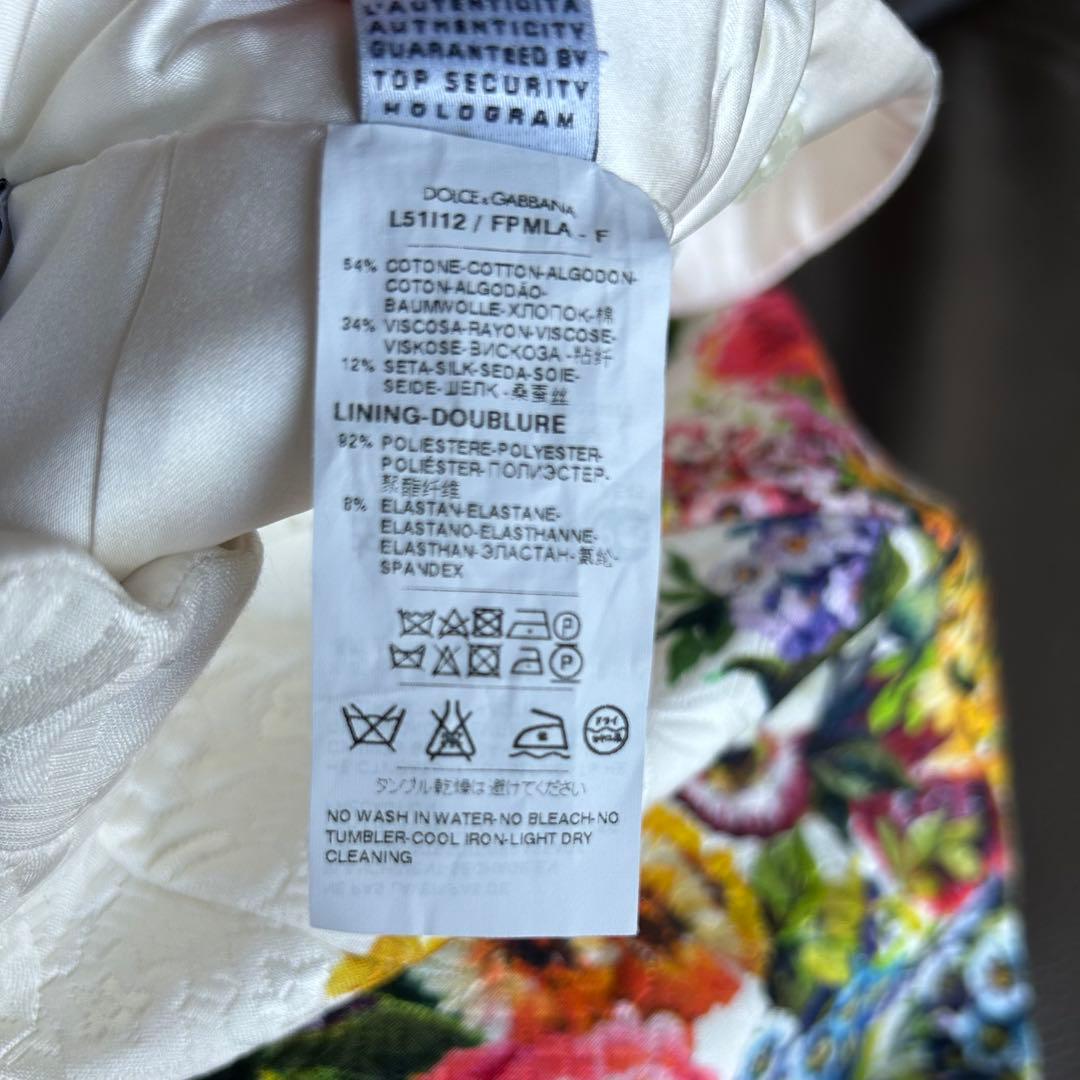 L'AUTENTICITÀ
AUTHENTICITY
GUARANTEED BY
TOP SECURITY
HOLOGRAM
DOLCE & GABBANA
L51I12 / FPMLA - F
54% COTONE-COTTON-ALGODON-
COTON-ALGODÃO-
BAUMWOLLE-ХЛОПОК-棉
34% VISCOSA-RAYON-VISCOSE-
VISKOSE-ВИСКОЗА-粘纤
12% SETA-SILK-SEDA-SOIE-
SEIDE-ШЕЛК-桑蚕丝
LINING-DOUBLURE
92% POLIESTERE-POLYESTER-
POLIÉSTER-ПОЛИЭСТЕР-
聚酯纤维
8% ELASTAN-ELASTANE-
ELASTANO-ELASTHANNE-
ELASTHAN-ЭЛАСТАН-氨纶-
SPANDEX
P
P
ドライ
タンブル乾燥は避けてください
NO WASH IN WATER-NO BLEACH-NO
TUMBLER-COOL IRON-LIGHT DRY
CLEANING